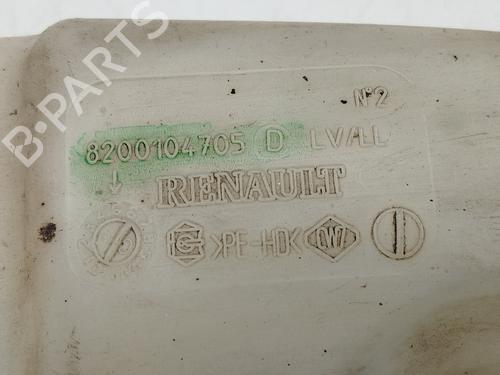 N°2
8200104705 D LV/LL
RENAULT
>PE-HD<
B-PARTS